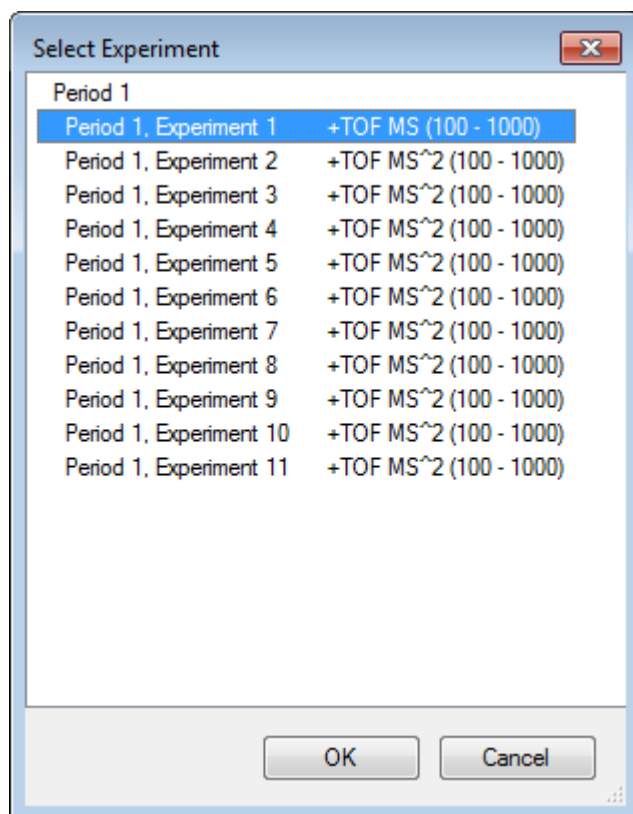 Select Experiment
Period 1
Period 1, Experiment 1 +TOF MS (100 - 1000)
Period 1, Experiment 2 +TOF MS^2 (100 - 1000)
Period 1, Experiment 3 +TOF MS^2 (100 - 1000)
Period 1, Experiment 4 +TOF MS^2 (100 - 1000)
Period 1, Experiment 5 +TOF MS^2 (100 - 1000)
Period 1, Experiment 6 +TOF MS^2 (100 - 1000)
Period 1, Experiment 7 +TOF MS^2 (100 - 1000)
Period 1, Experiment 8 +TOF MS^2 (100 - 1000)
Period 1, Experiment 9 +TOF MS^2 (100 - 1000)
Period 1, Experiment 10 +TOF MS^2 (100 - 1000)
Period 1, Experiment 11 +TOF MS^2 (100 - 1000)
OK Cancel